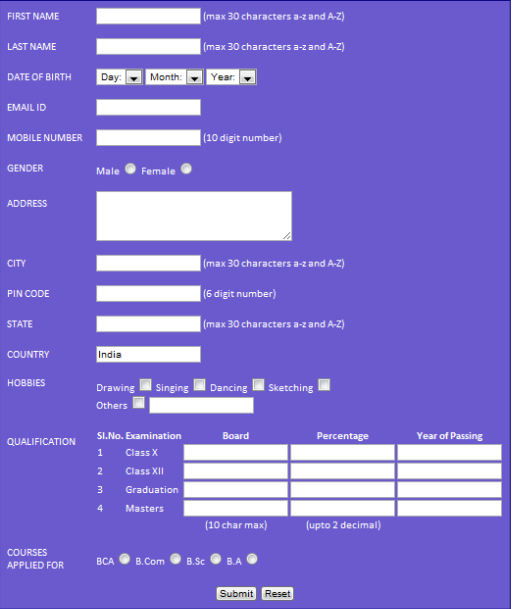 FIRST NAME (max 30 characters a-z and A-Z)
LAST NAME (max 30 characters a-z and A-Z)
DATE OF BIRTH Day: Month: Year:
EMAIL ID
MOBILE NUMBER (10 digit number)
GENDER Male Female
ADDRESS
CITY (max 30 characters a-z and A-Z)
PIN CODE (6 digit number)
STATE (max 30 characters a-z and A-Z)
COUNTRY India
HOBBIES Drawing Singing Dancing Sketching
Others
QUALIFICATION Sl.No. Examination Board Percentage Year of Passing
1 Class X
2 Class XII
3 Graduation
4 Masters
(10 char max) (upto 2 decimal)
COURSES
APPLIED FOR BCA B.Com B.Sc B.A
Submit Reset